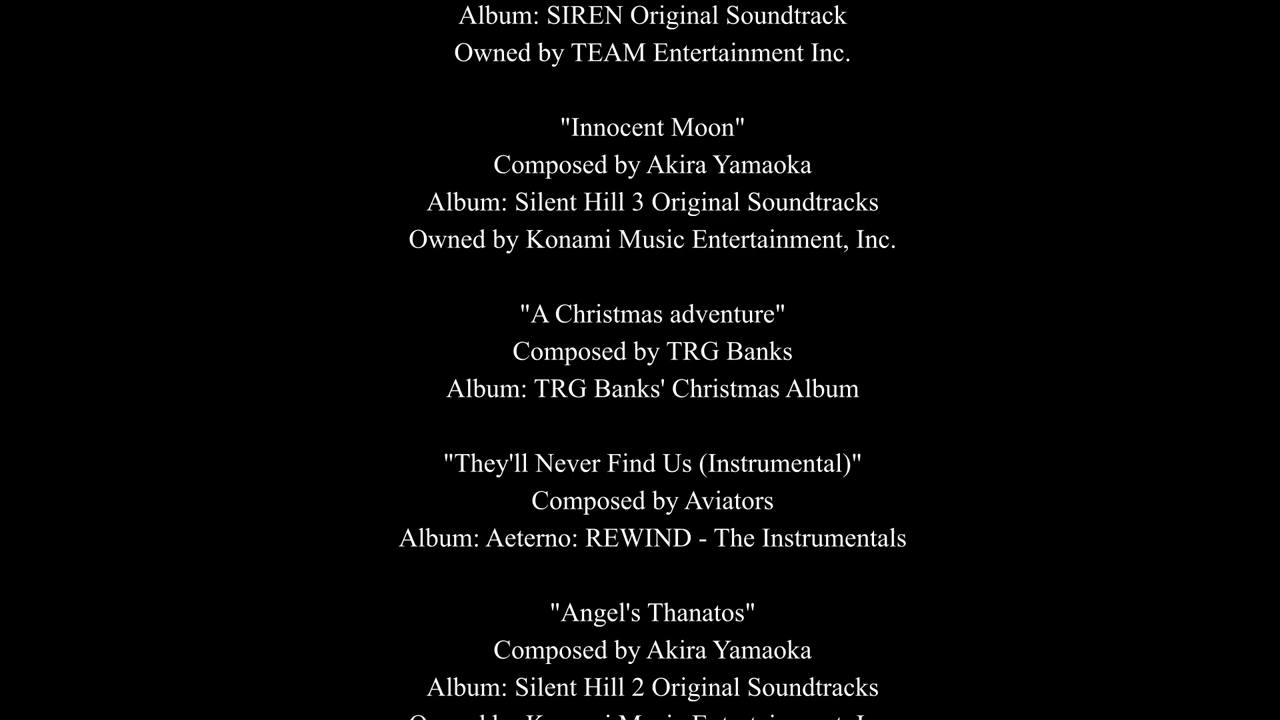 Album: SIREN Original Soundtrack
Owned by TEAM Entertainment Inc.
"Innocent Moon"
Composed by Akira Yamaoka
Album: Silent Hill 3 Original Soundtracks
Owned by Konami Music Entertainment, Inc.
"A Christmas adventure"
Composed by TRG Banks
Album: TRG Banks' Christmas Album
"They'll Never Find Us (Instrumental)"
Composed by Aviators
Album: Aeterno: REWIND - The Instrumentals
"Angel's Thanatos"
Composed by Akira Yamaoka
Album: Silent Hill 2 Original Soundtracks